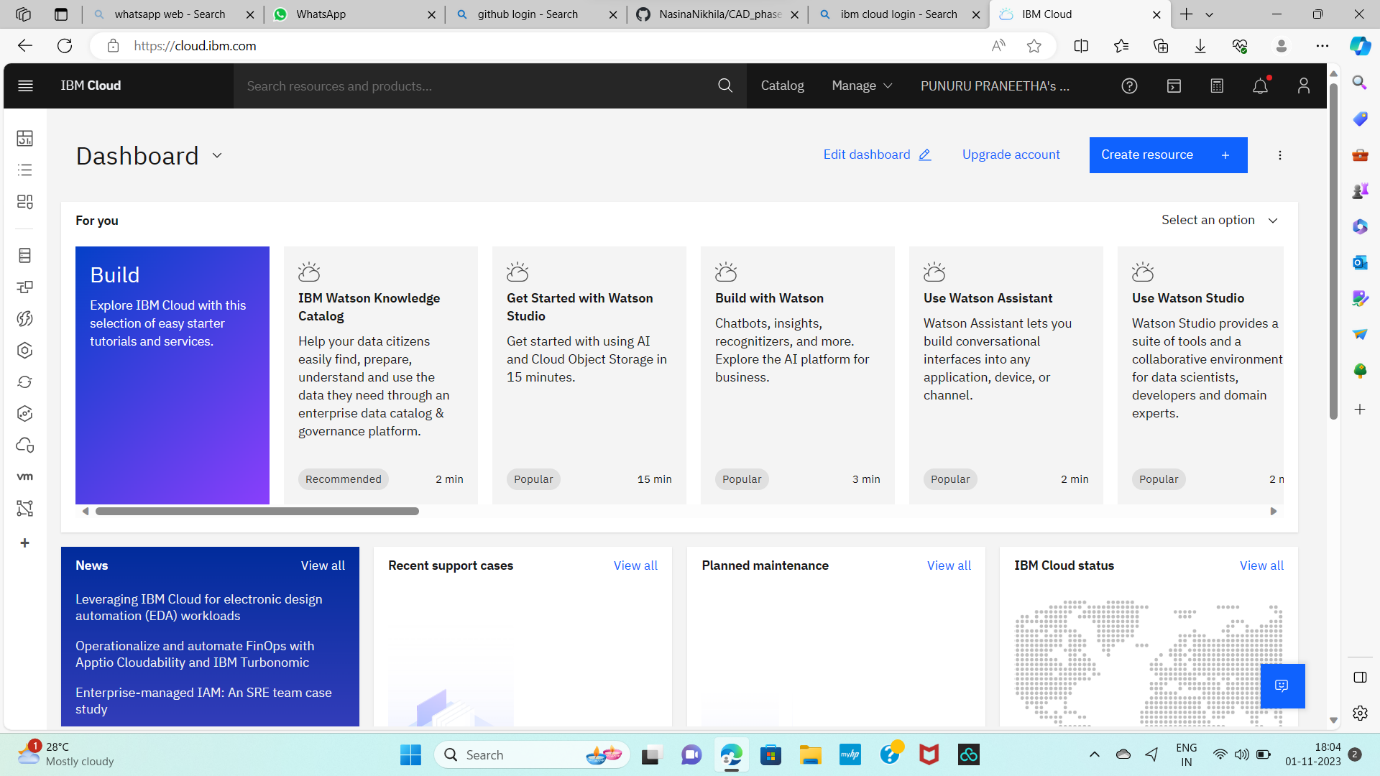 whatsapp web - Search
WhatsApp
github login - Search
NasinaNikhila/CAD_phase
ibm cloud login - Search
IBM Cloud
https://cloud.ibm.com
IBM Cloud
Search resources and products...
Catalog
Manage
PUNURU PRANEETHA's ...
Dashboard
Edit dashboard
Upgrade account
Create resource +
For you
Select an option
Build
Explore IBM Cloud with this
selection of easy starter
tutorials and services.
IBM Watson Knowledge
Catalog
Help your data citizens
easily find, prepare,
understand and use the
data they need through an
enterprise data catalog &
governance platform.
Recommended
2 min
Get Started with Watson
Studio
Get started with using AI
and Cloud Object Storage in
15 minutes.
Popular
15 min
Build with Watson
Chatbots, insights,
recognitizers, and more.
Explore the AI platform for
business.
Popular
3 min
Use Watson Assistant
Watson Assistant lets you
build conversational
interfaces into any
application, device, or
channel.
Popular
2 min
Use Watson Studio
Watson Studio provides a
suite of tools and a
collaborative environment
for data scientists,
developers and domain
experts.
Popular
2 m
vm
News
View all
Leveraging IBM Cloud for electronic design
automation (EDA) workloads
Operationalize and automate FinOps with
Apptio Cloudability and IBM Turbonomic
Enterprise-managed IAM: An SRE team case
study
Recent support cases
View all
Planned maintenance
View all
IBM Cloud status
View all
1
28°C
Mostly cloudy
Search
myhp
ENG
IN
18:04
01-11-2023
2